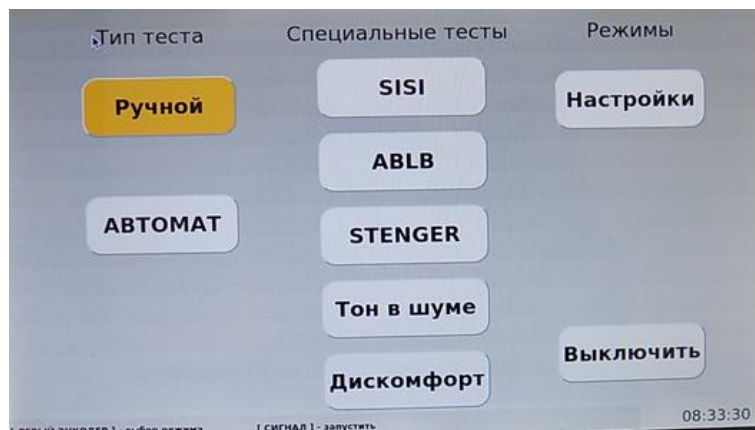 Тип теста
Специальные тесты
Режимы
Ручной
АВТОМАТ
SISI
ABLB
STENGER
Тон в шуме
Дискомфорт
Настройки
Выключить
08:33:30
[ СИГНАЛ ] - запустить